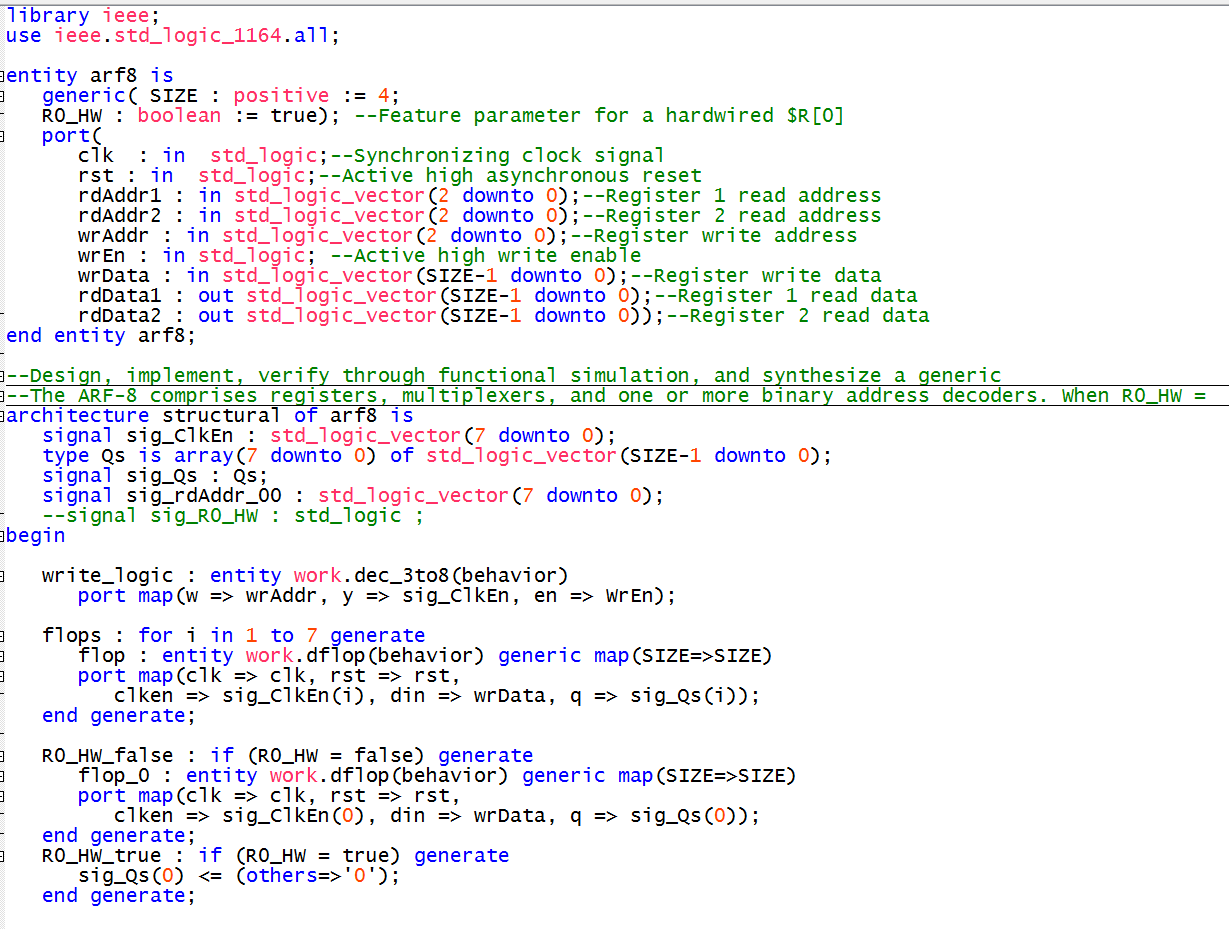 library ieee;
use ieee.std_logic_1164.all;
entity arf8 is
generic( SIZE : positive := 4;
R0_HW : boolean := true); --Feature parameter for a hardwired $R[0]
port(
clk : in std_logic;--Synchronizing clock signal
rst : in std_logic;--Active high asynchronous reset
rdAddr1 : in std_logic_vector(2 downto 0);--Register 1 read address
rdAddr2 : in std_logic_vector(2 downto 0);--Register 2 read address
wrAddr : in std_logic_vector(2 downto 0);--Register write address
wrEn : in std_logic; --Active high write enable
wrData : in std_logic_vector(SIZE-1 downto 0);--Register write data
rdData1 : out std_logic_vector(SIZE-1 downto 0);--Register 1 read data
rdData2 : out std_logic_vector(SIZE-1 downto 0));--Register 2 read data
end entity arf8;
--Design, implement, verify through functional simulation, and synthesize a generic
--The ARF-8 comprises registers, multiplexers, and one or more binary address decoders. When R0_HW =
architecture structural of arf8 is
signal sig_ClkEn : std_logic_vector(7 downto 0);
type Qs is array(7 downto 0) of std_logic_vector(SIZE-1 downto 0);
signal sig_Qs : Qs;
signal sig_rdAddr_00 : std_logic_vector(7 downto 0);
--signal sig_R0_HW : std_logic ;
begin
write_logic : entity work.dec_3to8(behavior)
port map(w => wrAddr, y => sig_ClkEn, en => WrEn);
flops : for i in 1 to 7 generate
flop : entity work.dflop(behavior) generic map(SIZE=>SIZE)
port map(clk => clk, rst => rst,
clken => sig_ClkEn(i), din => wrData, q => sig_Qs(i));
end generate;
R0_HW_false : if (R0_HW = false) generate
flop_0 : entity work.dflop(behavior) generic map(SIZE=>SIZE)
port map(clk => clk, rst => rst,
clken => sig_ClkEn(0), din => wrData, q => sig_Qs(0));
end generate;
R0_HW_true : if (R0_HW = true) generate
sig_Qs(0) <= (others=>'0');
end generate;